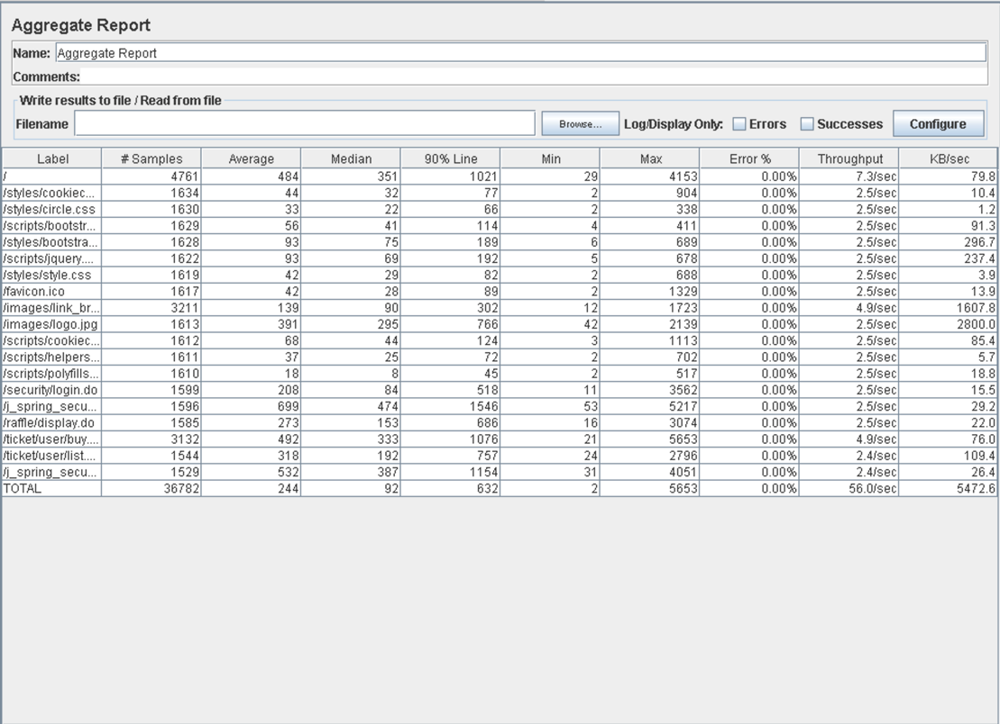 Aggregate Report
Name: Aggregate Report
Comments:
Write results to file / Read from file
Filename Browse... Log/Display Only: Errors Successes Configure
Label # Samples Average Median 90% Line Min Max Error % Throughput KB/sec
/ 4761 484 351 1021 29 4153 0.00% 7.3/sec 79.8
/styles/cookiec... 1634 44 32 77 2 904 0.00% 2.5/sec 10.4
/styles/circle.css 1630 33 22 66 2 338 0.00% 2.5/sec 1.2
/scripts/bootstr... 1629 56 41 114 4 411 0.00% 2.5/sec 91.3
/styles/bootstra... 1628 93 75 189 6 689 0.00% 2.5/sec 296.7
/scripts/jquery.... 1622 93 69 192 5 678 0.00% 2.5/sec 237.4
/styles/style.css 1619 42 29 82 2 688 0.00% 2.5/sec 3.9
/favicon.ico 1617 42 28 89 2 1329 0.00% 2.5/sec 13.9
/images/link_br... 3211 139 90 302 12 1723 0.00% 4.9/sec 1607.8
/images/logo.jpg 1613 391 295 766 42 2139 0.00% 2.5/sec 2800.0
/scripts/cookiec... 1612 68 44 124 3 1113 0.00% 2.5/sec 85.4
/scripts/helpers... 1611 37 25 72 2 702 0.00% 2.5/sec 5.7
/scripts/polyfills... 1610 18 8 45 2 517 0.00% 2.5/sec 18.8
/security/login.do 1599 208 84 518 11 3562 0.00% 2.5/sec 15.5
/j_spring_secu... 1596 699 474 1546 53 5217 0.00% 2.5/sec 29.2
/raffle/display.do 1585 273 153 686 16 3074 0.00% 2.5/sec 22.0
/ticket/user/buy.... 3132 492 333 1076 21 5653 0.00% 4.9/sec 76.0
/ticket/user/list.... 1544 318 192 757 24 2796 0.00% 2.4/sec 109.4
/j_spring_secu... 1529 532 387 1154 31 4051 0.00% 2.4/sec 26.4
TOTAL 36782 244 92 632 2 5653 0.00% 56.0/sec 5472.6